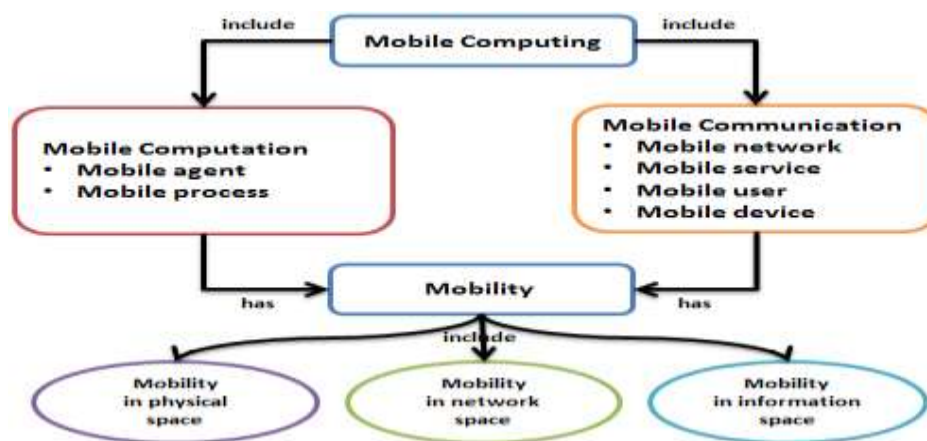 include
Mobile Computing
include
Mobile Computation
• Mobile agent
• Mobile process
Mobile Communication
• Mobile network
• Mobile service
• Mobile user
• Mobile device
has
Mobility
has
include
Mobility
in physical
space
Mobility
in network
space
Mobility
in information
space